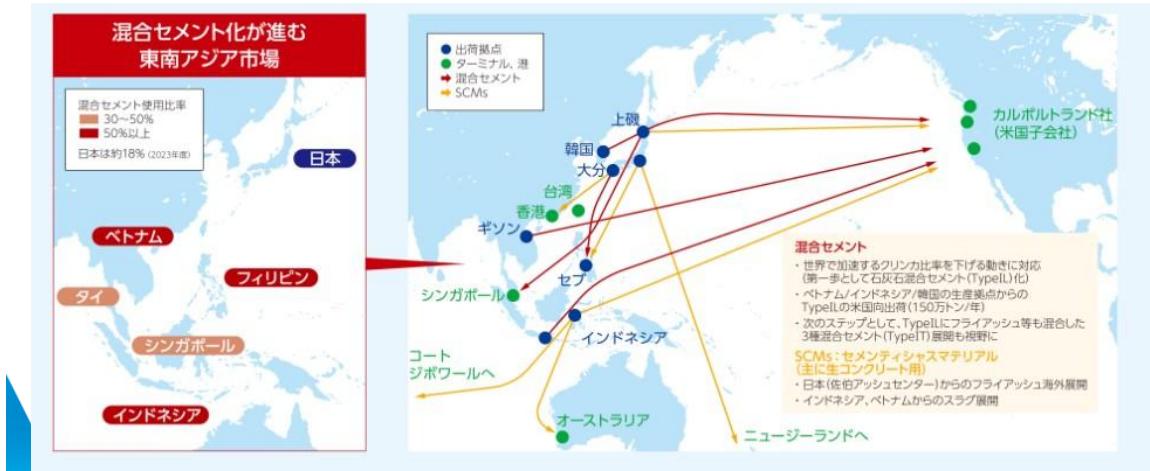 混合セメント化が進む
東南アジア市場
混合セメント使用比率
30〜50%
50%以上
日本は約18% (2023年度)
日本
ベトナム
フィリピン
タイ
シンガポール
インドネシア
出荷拠点
ターミナル、港
混合セメント
SCMs
上磯
韓国
大分
台湾
香港
ギソン
セブ
シンガポール
インドネシア
コート
ジボワールへ
オーストラリア
ニュージーランドへ
カルポルトランド社
(米国子会社)
混合セメント
・世界で加速するクリンカ比率を下げる動きに対応
(第一歩として石灰石混合セメント(TypeIL)化)
・ベトナム/インドネシア/韓国の生産拠点からの
TypeILの米国向出荷(150万トン/年)
・次のステップとして、TypeILにフライアッシュ等も混合した
3種混合セメント(TypeIT)展開も視野に
SCMs:セメンティシャスマテリアル
(主に生コンクリート用)
・日本(佐伯アッシュセンター)からのフライアッシュ海外展開
・インドネシア、ベトナムからのスラグ展開